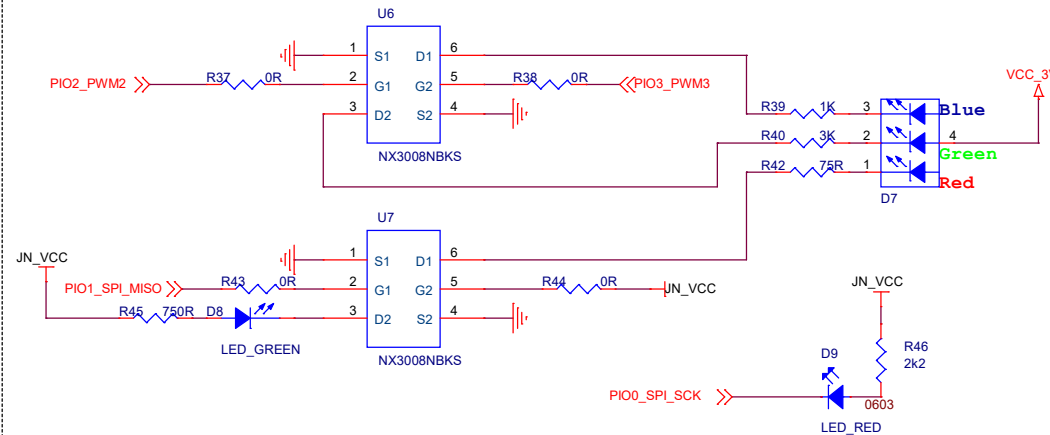 U6
1 S1 D1 6
PIO2_PWM2 R37 0R 2 G1 G2 5 R38 0R PIO3_PWM3
3 D2 S2 4
NX3008NBKS
VCC_3
R39 1K 3 Blue
R40 3K 2 4
Green
R42 75R 1 Red
D7
U7
JN_VCC 1 S1 D1 6
PIO1_SPI_MISO R43 0R 2 G1 G2 5 R44 0R JN_VCC
R45 750R D8 3 D2 S2 4
LED_GREEN
NX3008NBKS
JN_VCC
D9 R46
2k2
PIO0_SPI_SCK 0603
LED_RED